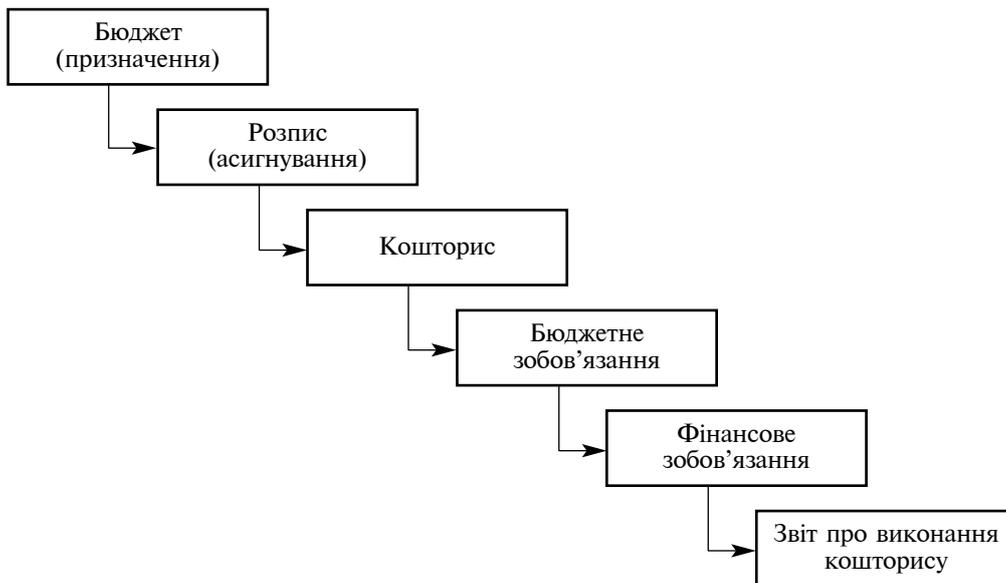 Бюджет
(призначення)
Розпис
(асигнування)
Кошторис
Бюджетне
зобов’язання
Фінансове
зобов’язання
Звіт про виконання
кошторису